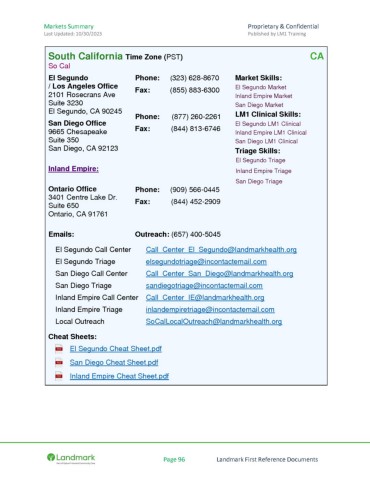 Markets Summary Proprietary & Confidential
Last Updated: 10/30/2023 Published by LM1 Training
South California Time Zone (PST) CA
So Cal
El Segundo Phone: (323) 628-8670 Market Skills:
/ Los Angeles Office Fax: (855) 883-6300 El Segundo Market
2101 Rosecrans Ave Inland Empire Market
Suite 3230 San Diego Market
El Segundo, CA 90245 Phone: (877) 260-2261 LM1 Clinical Skills:
San Diego Office Fax: (844) 813-6746 El Segundo LM1 Clinical
9665 Chesapeake Inland Empire LM1 Clinical
Suite 350 San Diego LM1 Clinical
San Diego, CA 92123 Triage Skills:
El Segundo Triage
Inland Empire: Inland Empire Triage
San Diego Triage
Ontario Office Phone: (909) 566-0445
3401 Centre Lake Dr. Fax: (844) 452-2909
Suite 650
Ontario, CA 91761
Emails: Outreach: (657) 400-5045
El Segundo Call Center Call_Center_El_Segundo@landmarkhealth.org
El Segundo Triage elsegundotriage@incontactemail.com
San Diego Call Center Call_Center_San_Diego@landmarkhealth.org
San Diego Triage sandiegotriage@incontactemail.com
Inland Empire Call Center Call_Center_IE@landmarkhealth.org
Inland Empire Triage inlandempiretriage@incontactemail.com
Local Outreach SoCalLocalOutreach@landmarkhealth.org
Cheat Sheets:
El Segundo Cheat Sheet.pdf
San Diego Cheat Sheet.pdf
Inland Empire Cheat Sheet.pdf
Landmark Page 96 Landmark First Reference Documents